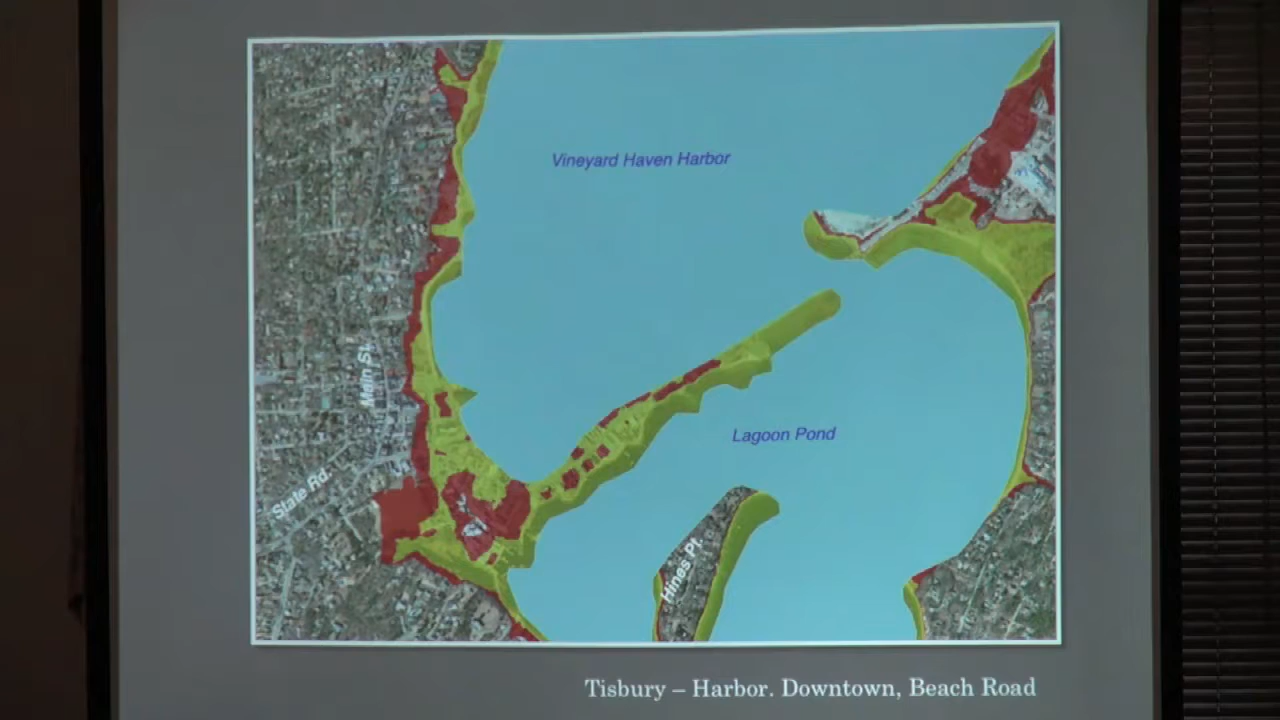 Vineyard Haven Harbor
Main St.
Lagoon Pond
State Rd.
Hines Pt.
Tisbury – Harbor. Downtown, Beach Road